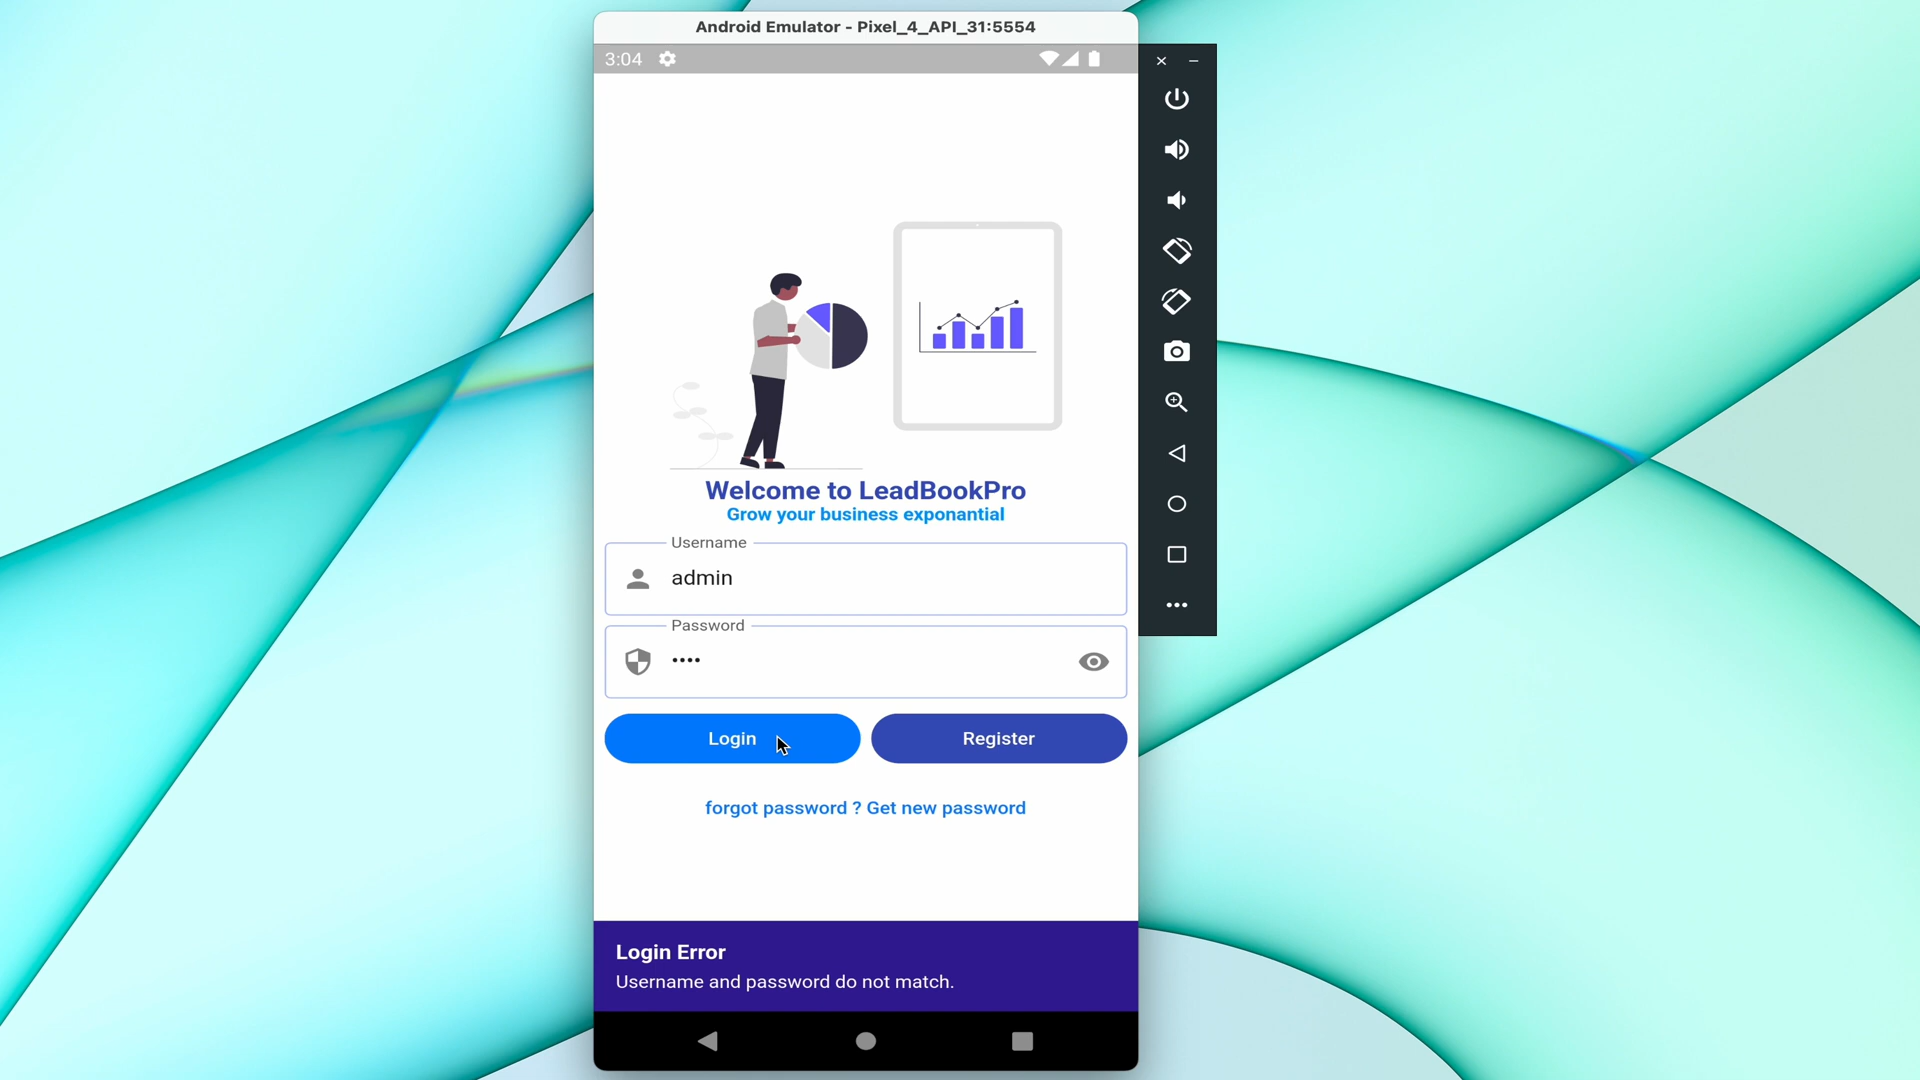 Android Emulator - Pixel_4_API_31:5554
3:04
Welcome to LeadBookPro
Grow your business exponantial
Username
admin
Password
••••
Login
Register
forgot password ? Get new password
Login Error
Username and password do not match.